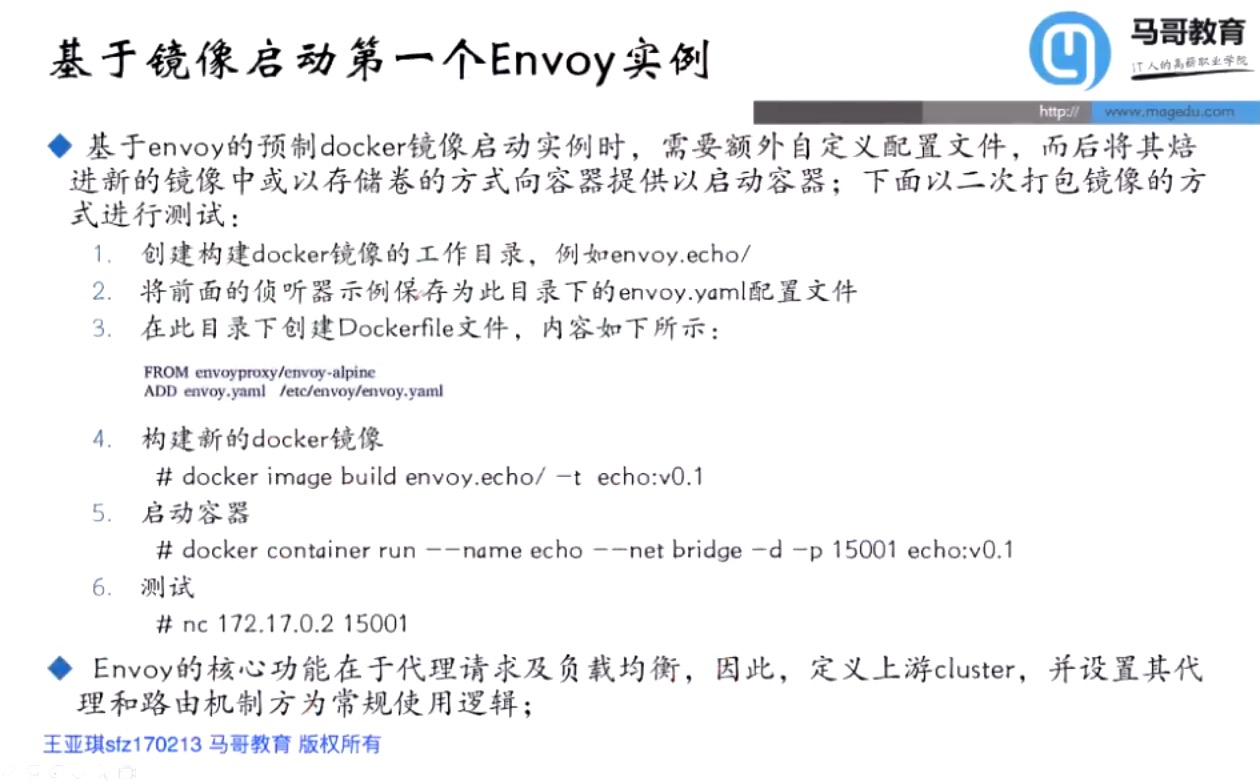 基于镜像启动第一个Envoy实例
马哥教育
IT人的高薪职业学院
http:// www.magedu.com
◆ 基于envoy的预制docker镜像启动实例时，需要额外自定义配置文件，而后将其焙
进新的镜像中或以存储卷的方式向容器提供以启动容器；下面以二次打包镜像的方
式进行测试：
1. 创建构建docker镜像的工作目录，例如envoy.echo/
2. 将前面的侦听器示例保存为此目录下的envoy.yaml配置文件
3. 在此目录下创建Dockerfile文件，内容如下所示：
FROM envoyproxy/envoy-alpine
ADD envoy.yaml /etc/envoy/envoy.yaml
4. 构建新的docker镜像
# docker image build envoy.echo/ -t echo:v0.1
5. 启动容器
# docker container run --name echo --net bridge -d -p 15001 echo:v0.1
6. 测试
# nc 172.17.0.2 15001
◆ Envoy的核心功能在于代理请求及负载均衡，因此，定义上游cluster，并设置其代
理和路由机制方为常规使用逻辑；
王亚琪sfz170213 马哥教育 版权所有